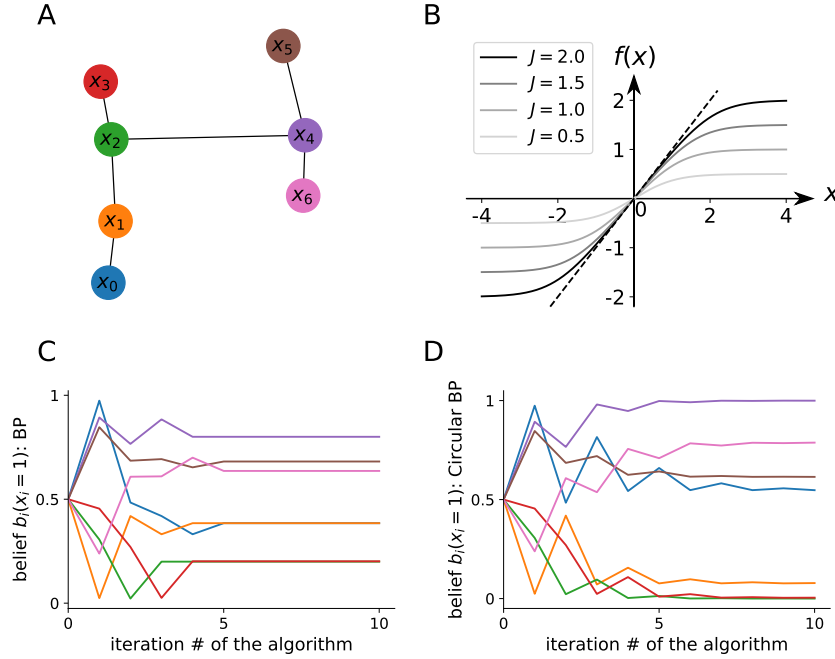 A
x₅
x₃
x₂
x₄
x₆
x₁
x₀
B
J = 2.0
J = 1.5
J = 1.0
J = 0.5
f(x)
x
2
1
-4
-2
0
2
4
-1
-2
C
belief bᵢ(xᵢ = 1): BP
1
0.5
0
0
5
10
iteration # of the algorithm
D
belief bᵢ(xᵢ = 1): Circular BP
1
0.5
0
0
5
10
iteration # of the algorithm